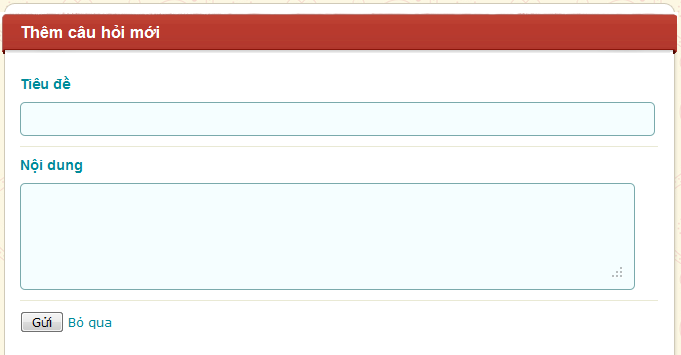 Thêm câu hỏi mới
Tiêu đề
Nội dung
Gửi Bỏ qua